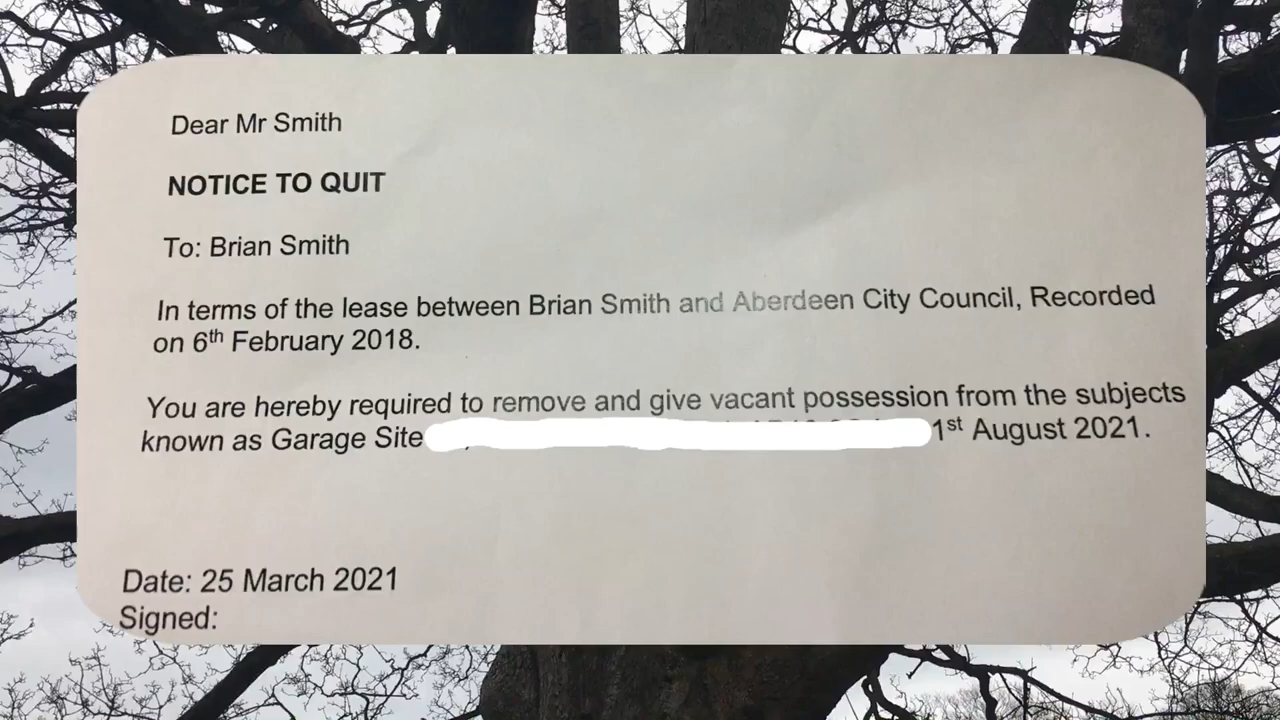 Dear Mr Smith
NOTICE TO QUIT
To: Brian Smith
In terms of the lease between Brian Smith and Aberdeen City Council, Recorded
on 6th February 2018.
You are hereby required to remove and give vacant possession from the subjects
known as Garage Site 1st August 2021.
Date: 25 March 2021
Signed: